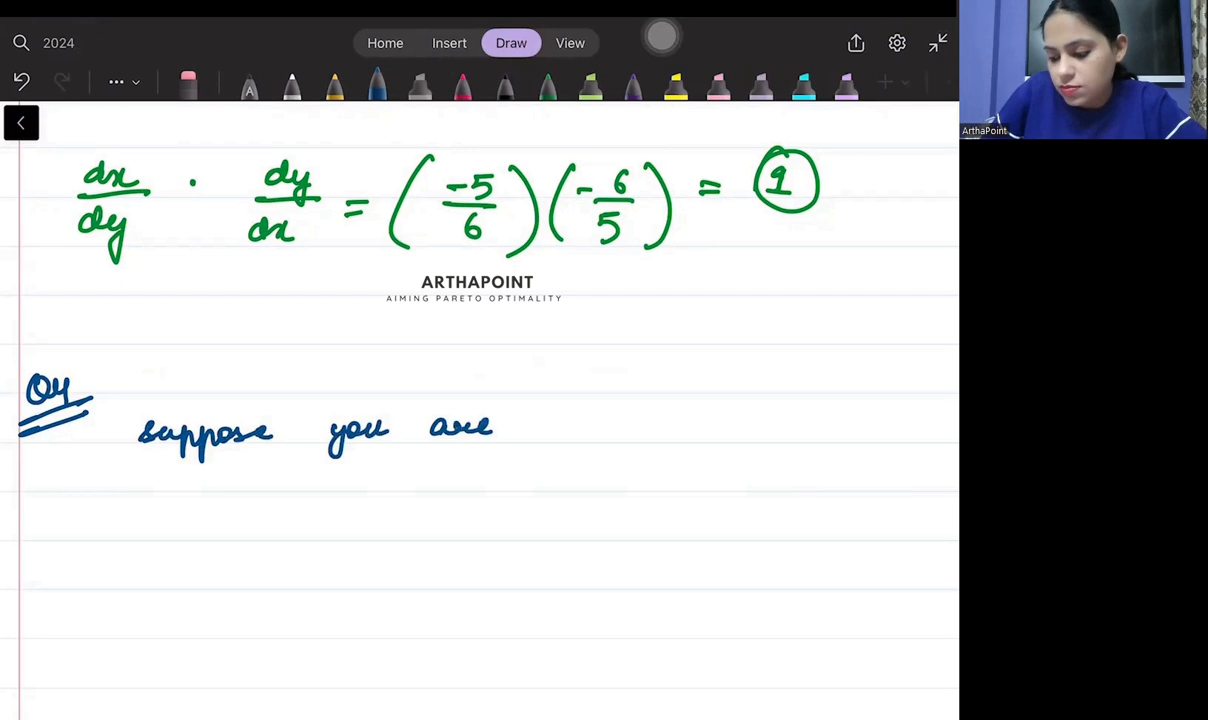 2024
Home Insert Draw View
A
dx/dy · dy/dx = (-5/6)(-6/5) = 1
ARTHAPOINT
AIMING PARETO OPTIMALITY
Q4
suppose you are
ArthaPoint